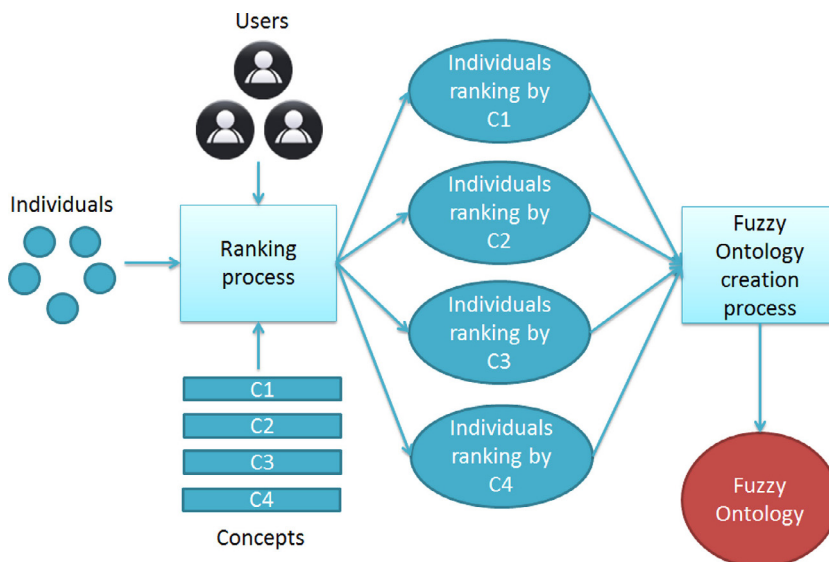 Users
Individuals
Ranking
process
C1
C2
C3
C4
Concepts
Individuals
ranking by
C1
Individuals
ranking by
C2
Individuals
ranking by
C3
Individuals
ranking by
C4
Fuzzy
Ontology
creation
process
Fuzzy
Ontology